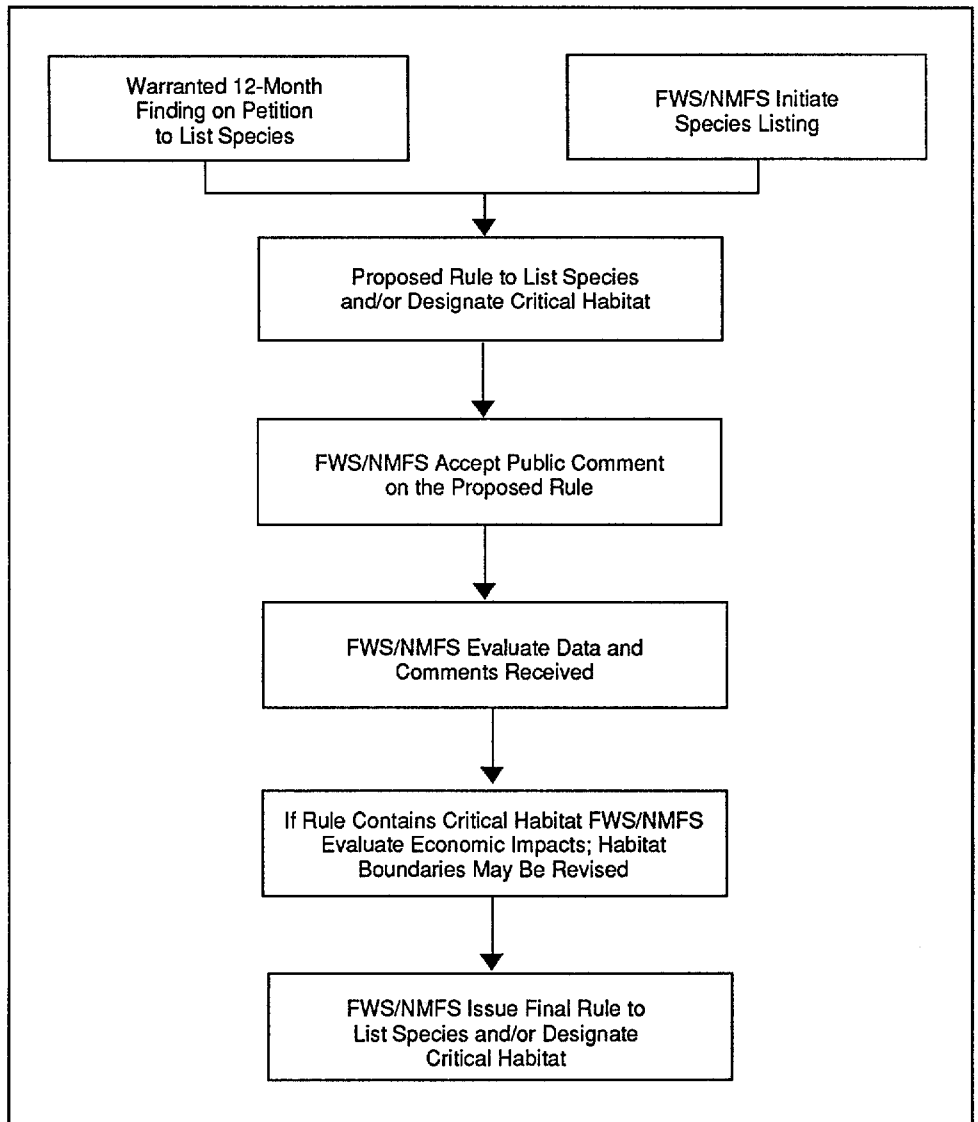 Warranted 12-Month
Finding on Petition
to List Species
FWS/NMFS Initiate
Species Listing
Proposed Rule to List Species
and/or Designate Critical Habitat
FWS/NMFS Accept Public Comment
on the Proposed Rule
FWS/NMFS Evaluate Data and
Comments Received
If Rule Contains Critical Habitat FWS/NMFS
Evaluate Economic Impacts; Habitat
Boundaries May Be Revised
FWS/NMFS Issue Final Rule to
List Species and/or Designate
Critical Habitat